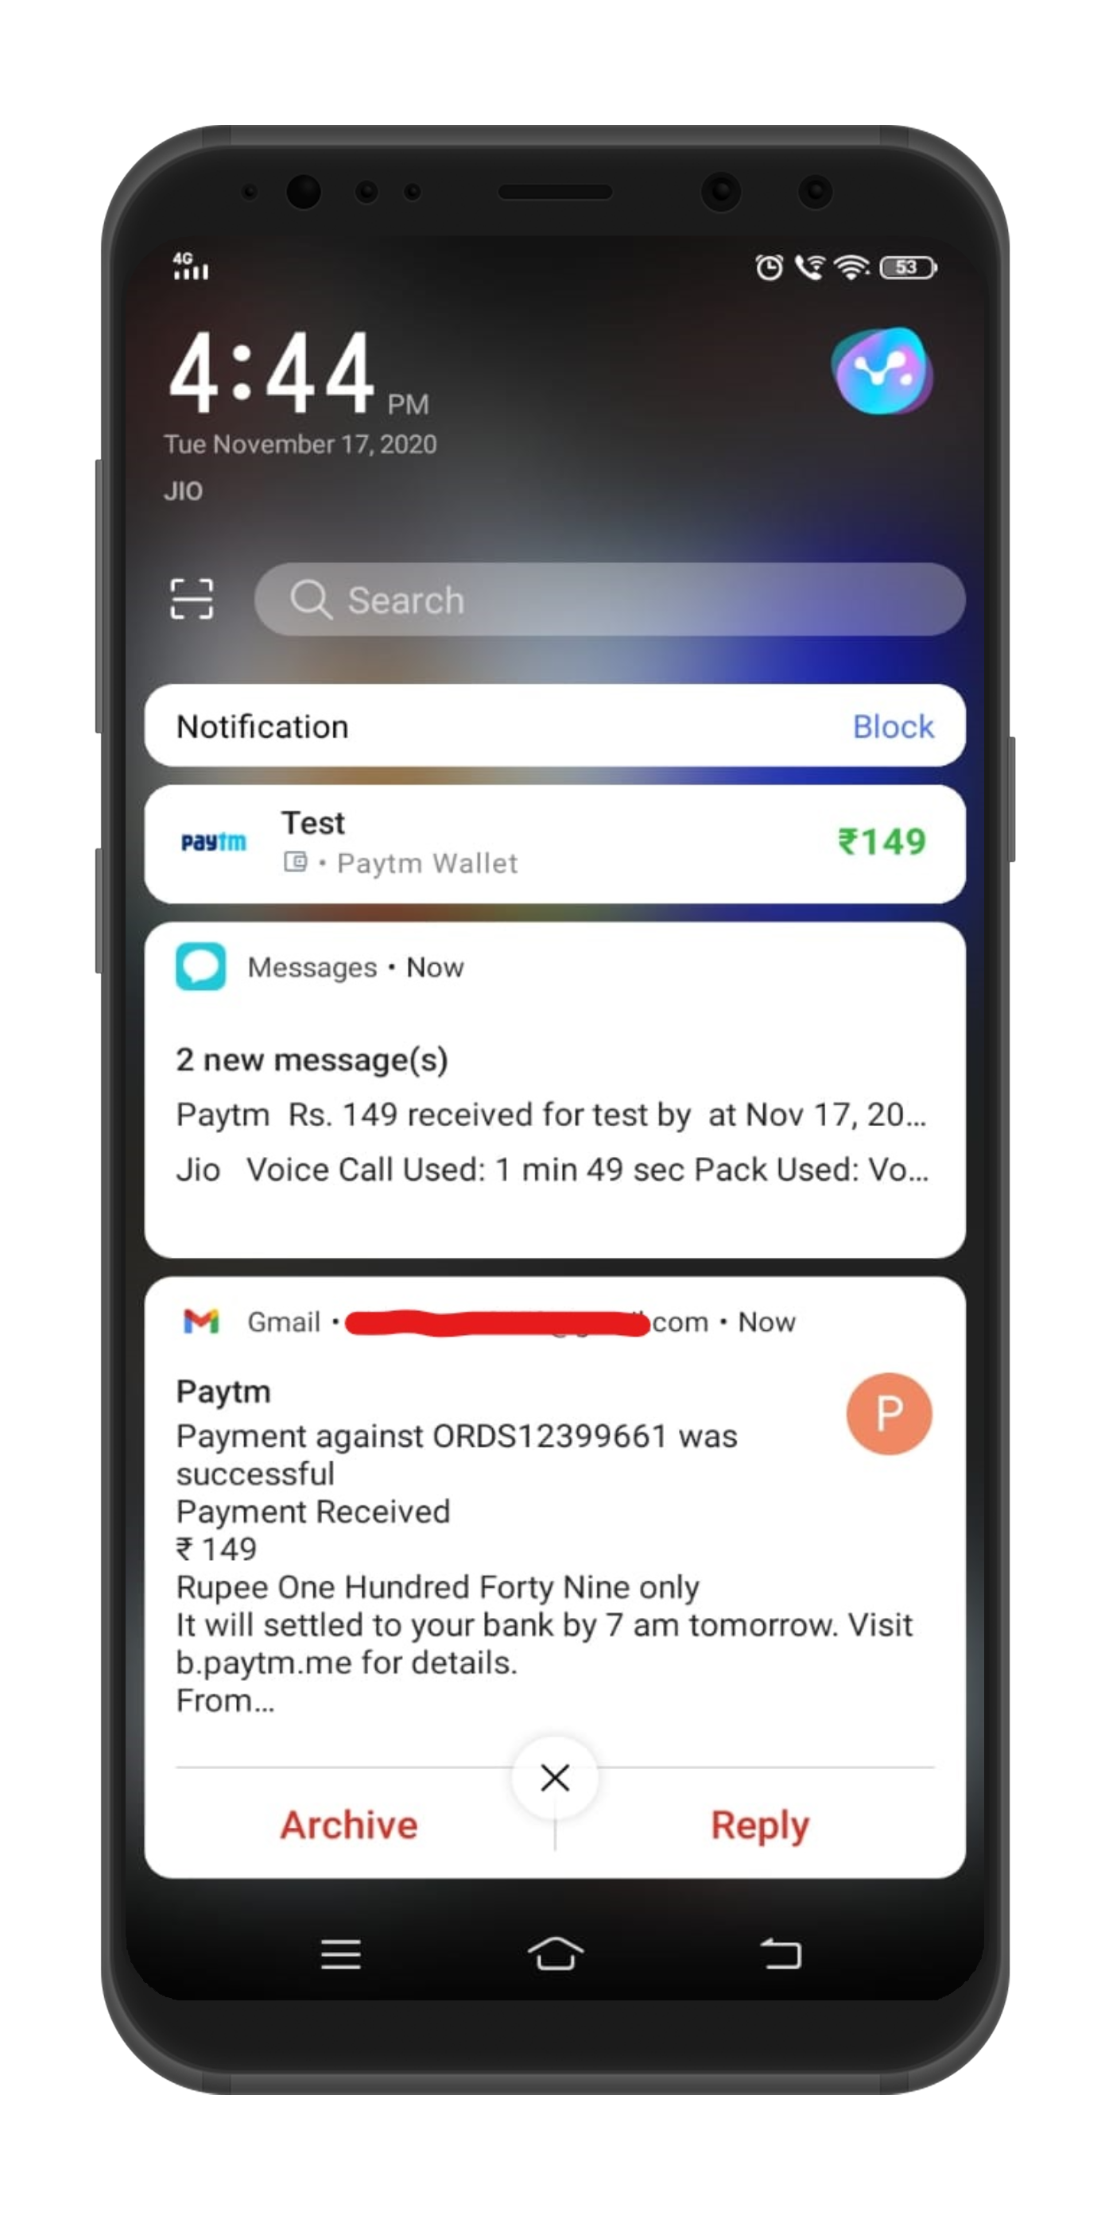 4G
53
4:44 PM
Tue November 17, 2020
JIO
Search
Notification Block
paytm
Test
• Paytm Wallet
₹149
Messages • Now
2 new message(s)
Paytm Rs. 149 received for test by at Nov 17, 20...
Jio Voice Call Used: 1 min 49 sec Pack Used: Vo...
Gmail • com • Now
Paytm
P
Payment against ORDS12399661 was
successful
Payment Received
₹ 149
Rupee One Hundred Forty Nine only
It will settled to your bank by 7 am tomorrow. Visit
b.paytm.me for details.
From...
Archive Reply